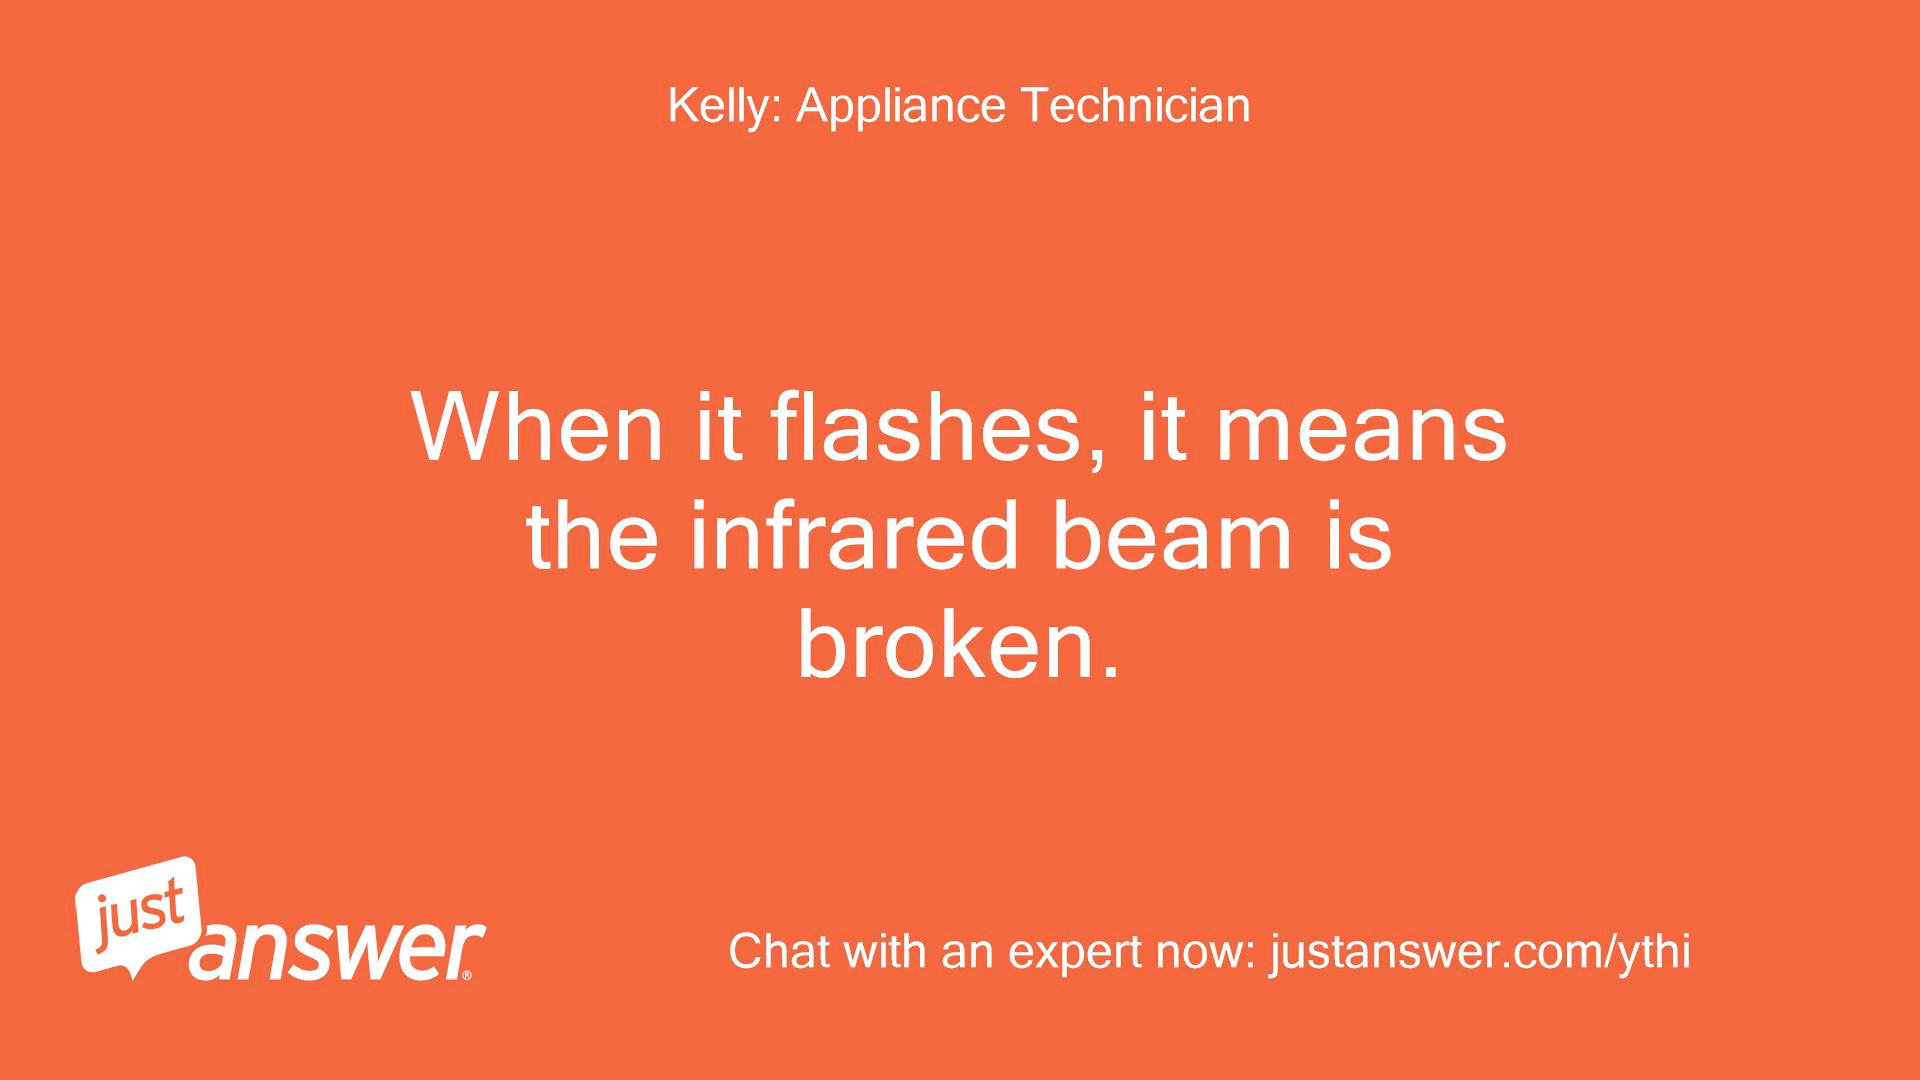 Kelly: Appliance Technician
When it flashes, it means
the infrared beam is
broken.
just
answer®
Chat with an expert now: justanswer.com/ythi